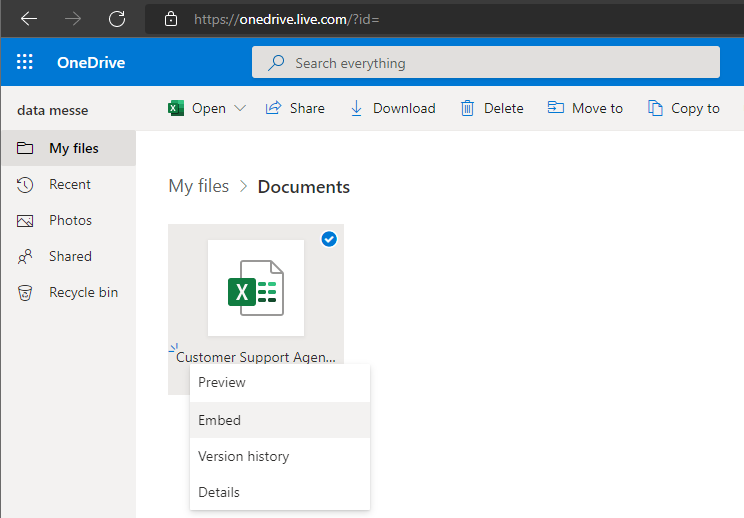 https://onedrive.live.com/?id=
OneDrive
Search everything
data messe
Open
Share
Download
Delete
Move to
Copy to
My files
Recent
Photos
Shared
Recycle bin
My files > Documents
X
Customer Support Agen...
Preview
Embed
Version history
Details